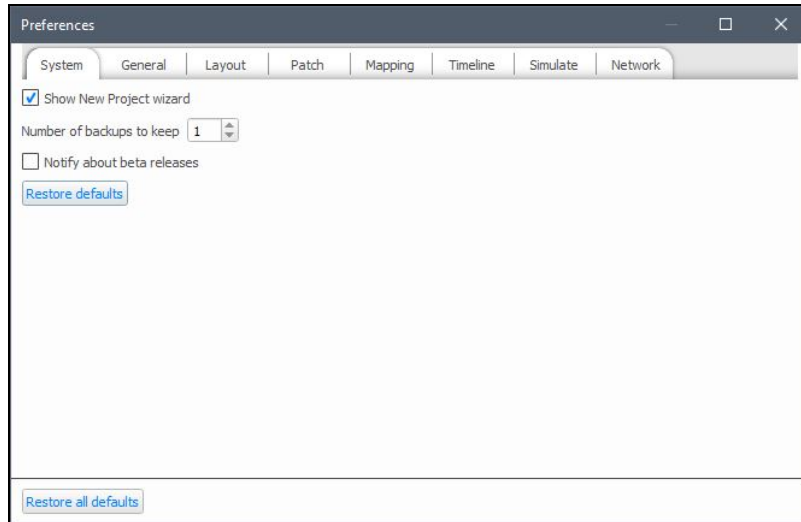 Preferences
System General Layout Patch Mapping Timeline Simulate Network
Show New Project wizard
Number of backups to keep 1
Notify about beta releases
Restore defaults
Restore all defaults